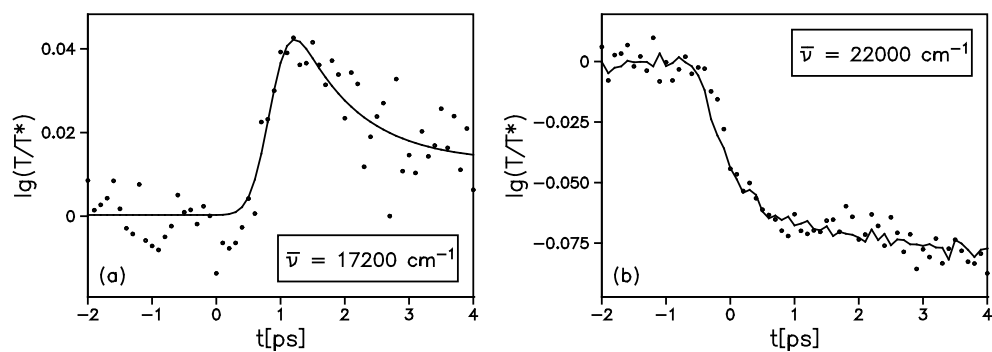 lg(T/T*)
0.04
0.02
0
(a)
ν̅ = 17200 cm⁻¹
-2 -1 0 1 2 3 4
t[ps]
lg(T/T*)
0
-0.025
-0.050
-0.075
ν̅ = 22000 cm⁻¹
(b)
-2 -1 0 1 2 3 4
t[ps]